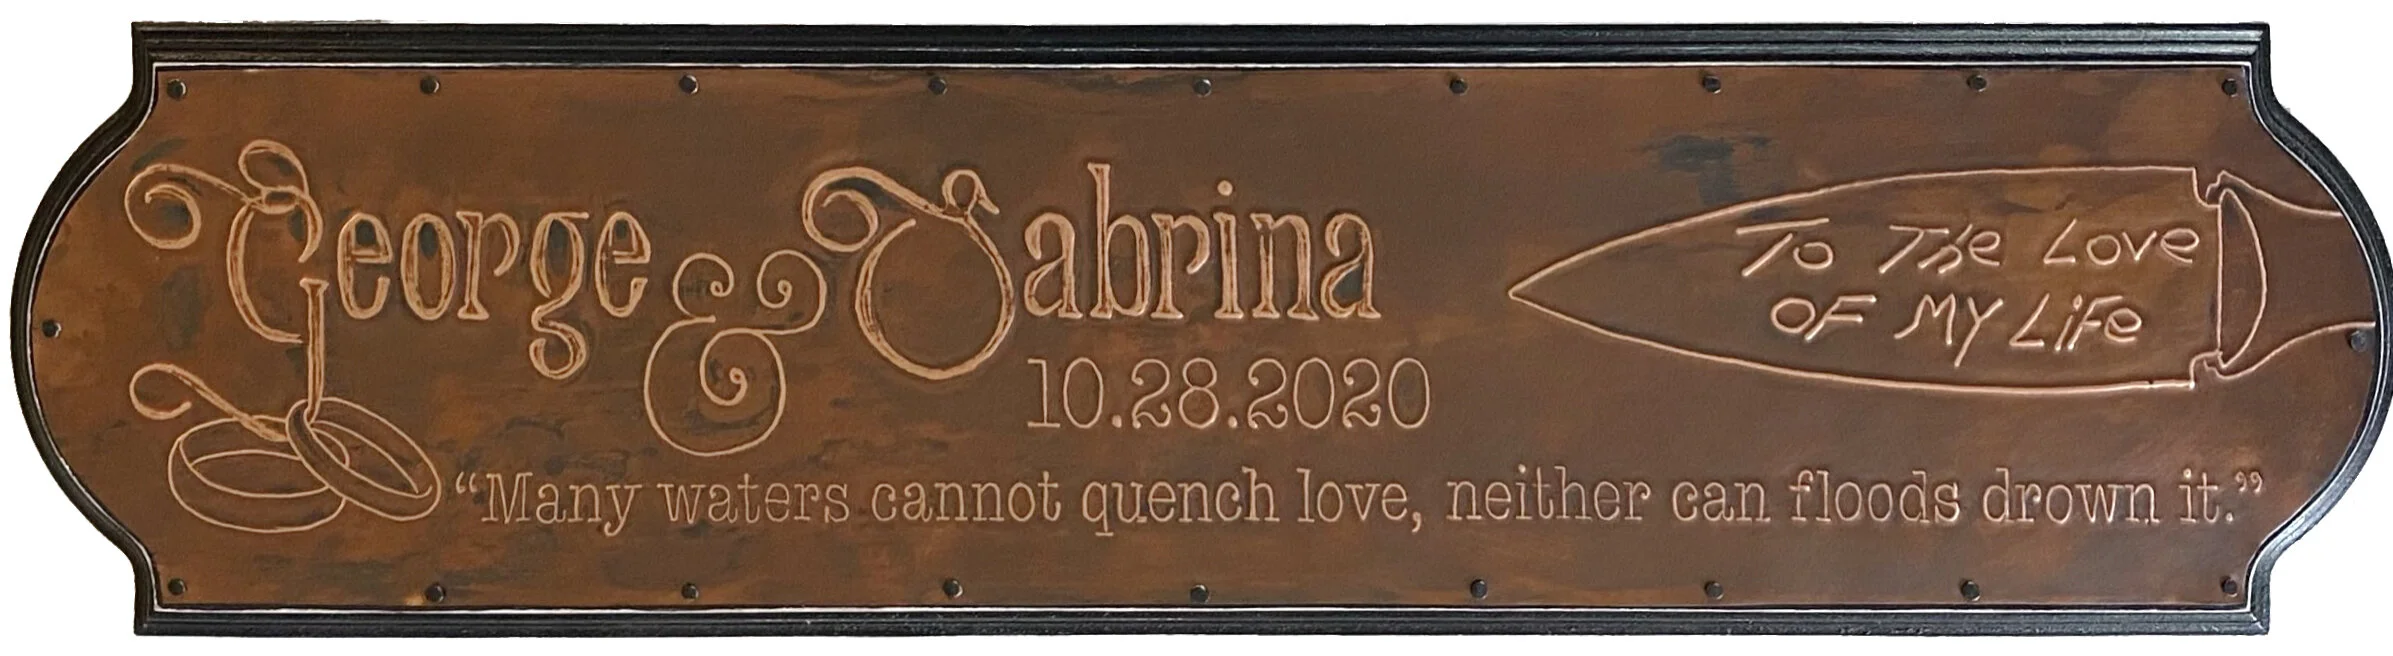 George & Sabrina
10.28.2020
"Many waters cannot quench love, neither can floods drown it."
To The Love
OF MY LiFe